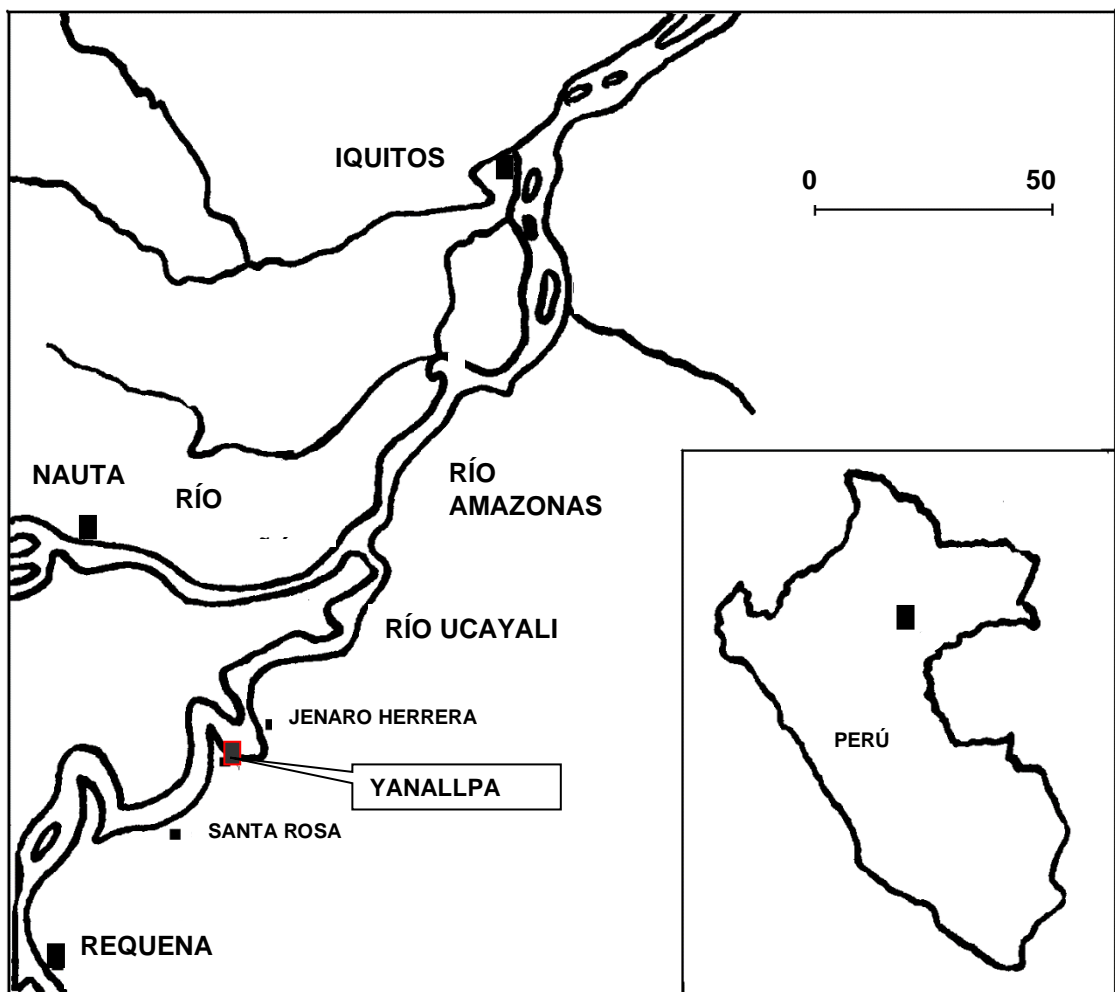 IQUITOS
0 50
NAUTA
RÍO
RÍO
AMAZONAS
RÍO UCAYALI
JENARO HERRERA
PERÚ
YANALLPA
SANTA ROSA
REQUENA